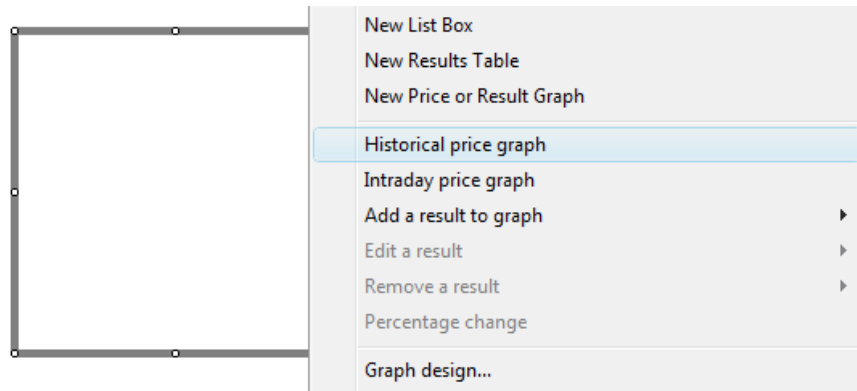 New List Box
New Results Table
New Price or Result Graph
Historical price graph
Intraday price graph
Add a result to graph
Edit a result
Remove a result
Percentage change
Graph design...